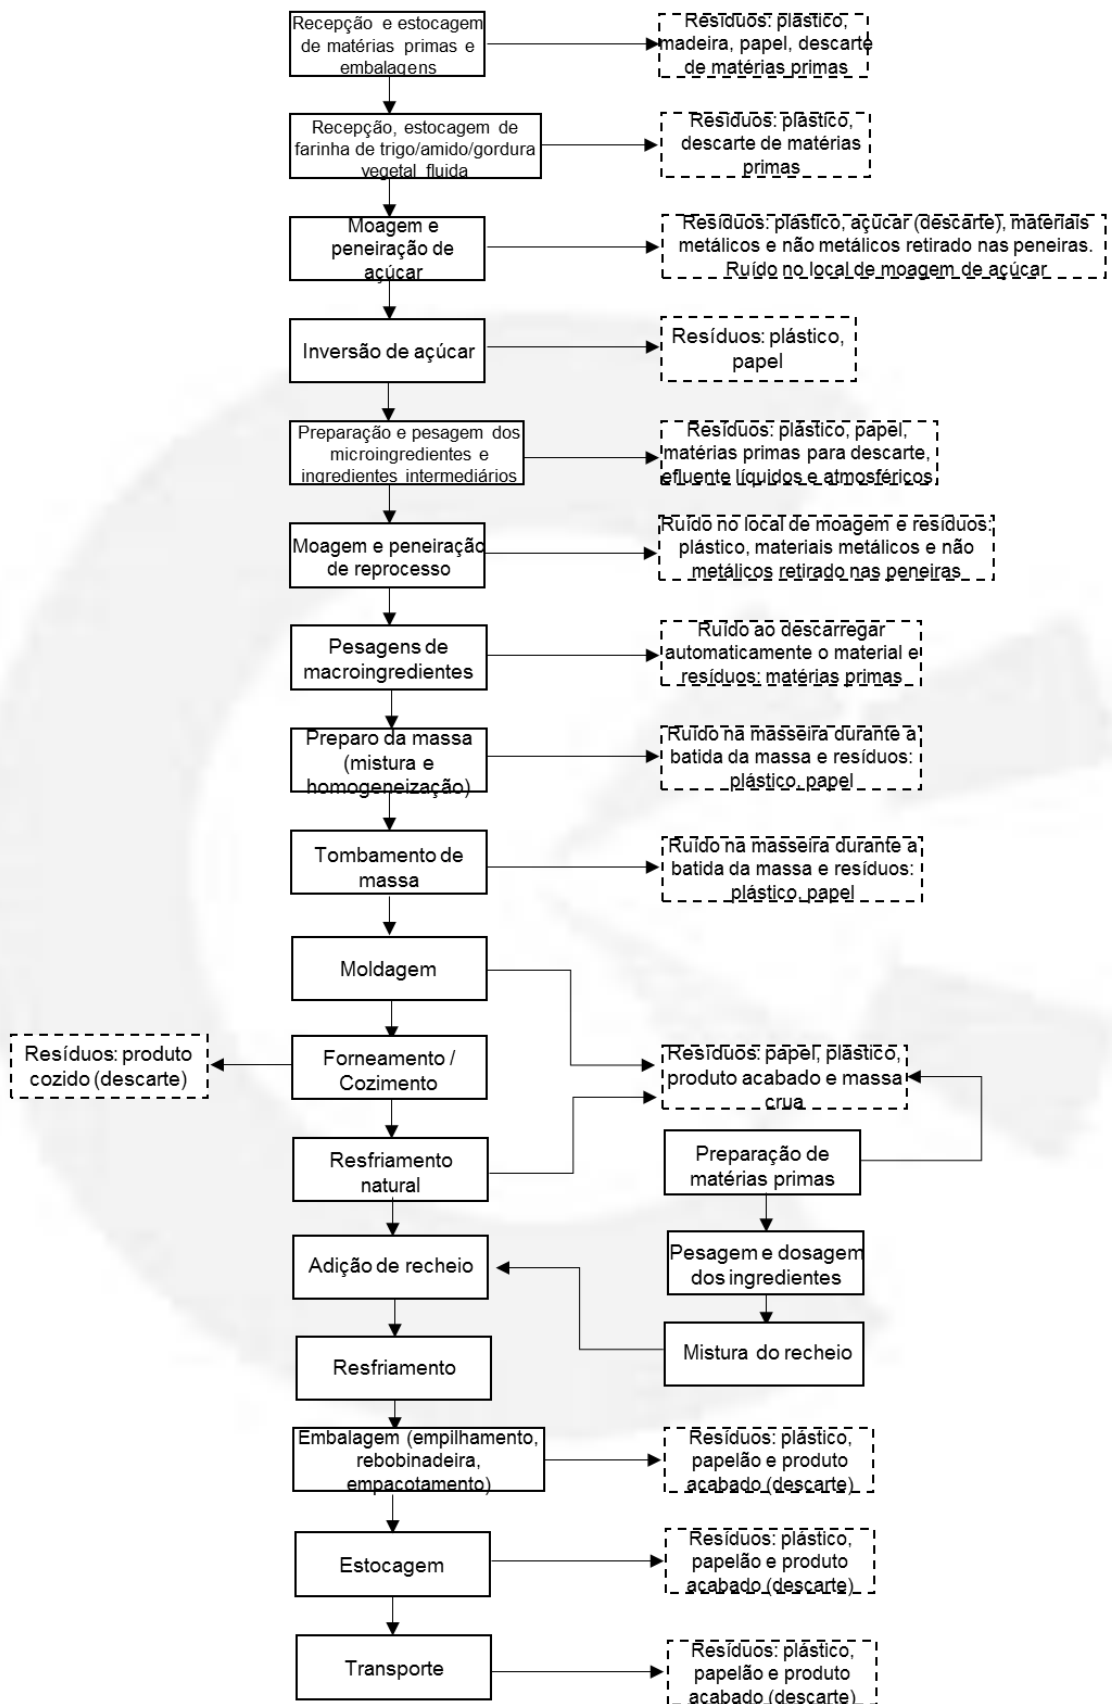 Recepção e estocagem
de matérias primas e
embalagens
Resíduos: plástico,
madeira, papel, descarte
de matérias primas
Recepção, estocagem de
farinha de trigo/amido/gordura
vegetal fluida
Resíduos: plástico,
descarte de matérias
primas
Moagem e
peneiração de
açúcar
Resíduos: plástico, açúcar (descarte), materiais
metálicos e não metálicos retirado nas peneiras.
Ruído no local de moagem de açúcar
Inversão de açúcar
Resíduos: plástico,
papel
Preparação e pesagem dos
microingredientes e
ingredientes intermediários
Resíduos: plástico, papel,
matérias primas para descarte,
efluente líquidos e atmosféricos
Moagem e peneiração
de reprocesso
Ruído no local de moagem e resíduos:
plástico, materiais metálicos e não
metálicos retirado nas peneiras
Pesagens de
macroingredientes
Ruído ao descarregar
automaticamente o material e
resíduos: matérias primas
Preparo da massa
(mistura e
homogeneização)
Ruído na masseira durante a
batida da massa e resíduos:
plástico, papel
Tombamento de
massa
Ruído na masseira durante a
batida da massa e resíduos:
plástico, papel
Moldagem
Resíduos: produto
cozido (descarte)
Forneamento /
Cozimento
Resíduos: papel, plástico,
produto acabado e massa
crua
Resfriamento
natural
Preparação de
matérias primas
Adição de recheio
Pesagem e dosagem
dos ingredientes
Resfriamento
Mistura do recheio
Embalagem (empilhamento,
rebobinadeira,
empacotamento)
Resíduos: plástico,
papelão e produto
acabado (descarte)
Estocagem
Resíduos: plástico,
papelão e produto
acabado (descarte)
Transporte
Resíduos: plástico,
papelão e produto
acabado (descarte)